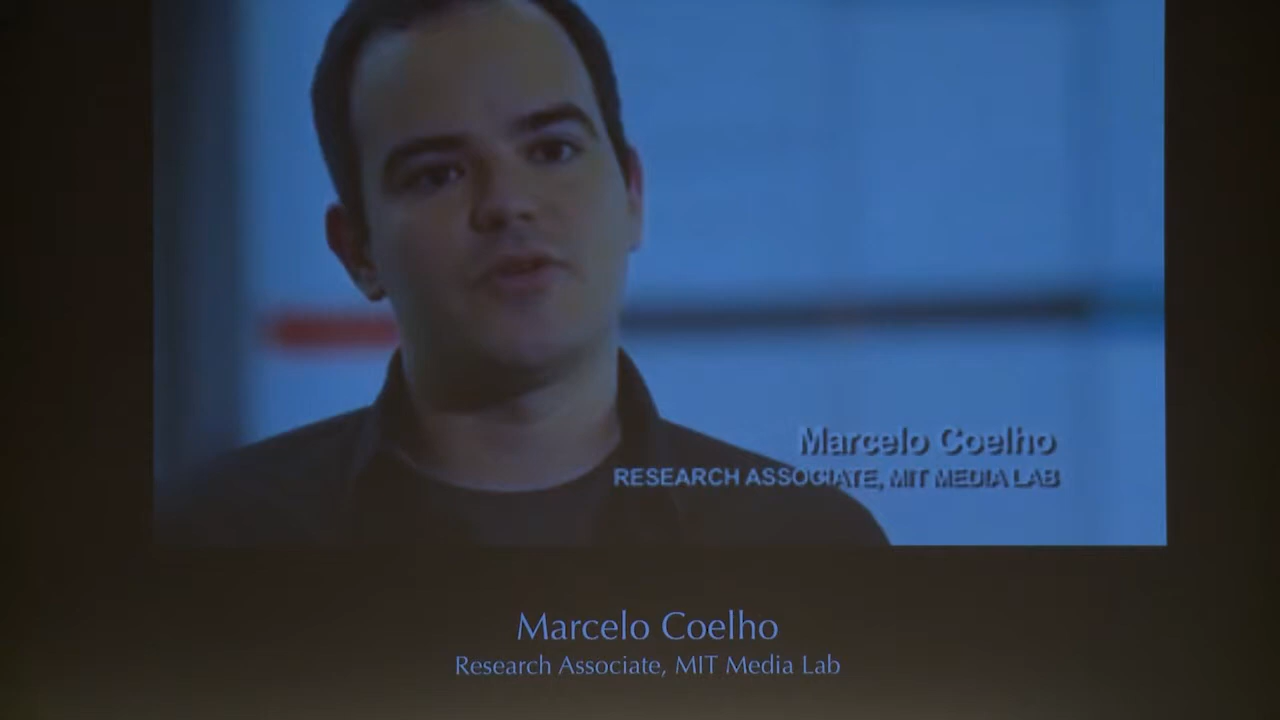 Marcelo Coelho
RESEARCH ASSOCIATE, MIT MEDIA LAB
Marcelo Coelho
Research Associate, MIT Media Lab